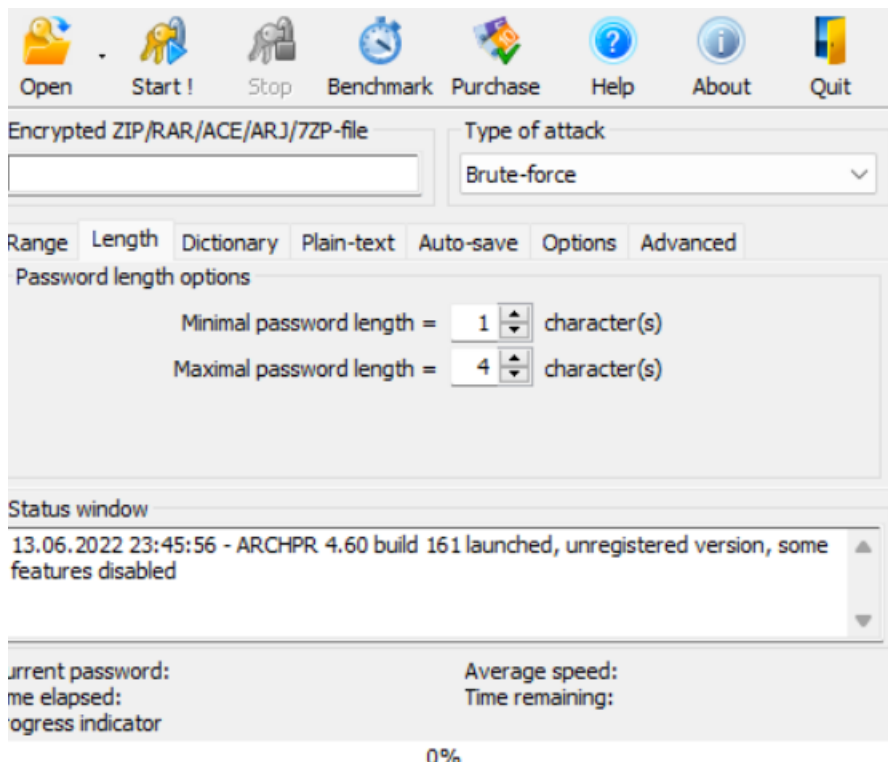 Open Start ! Stop Benchmark Purchase Help About Quit
Encrypted ZIP/RAR/ACE/ARJ/7ZP-file Type of attack
Brute-force
Range Length Dictionary Plain-text Auto-save Options Advanced
Password length options
Minimal password length = 1 character(s)
Maximal password length = 4 character(s)
Status window
13.06.2022 23:45:56 - ARCHPR 4.60 build 161 launched, unregistered version, some
features disabled
urrent password: Average speed:
me elapsed: Time remaining:
ogress indicator
0%